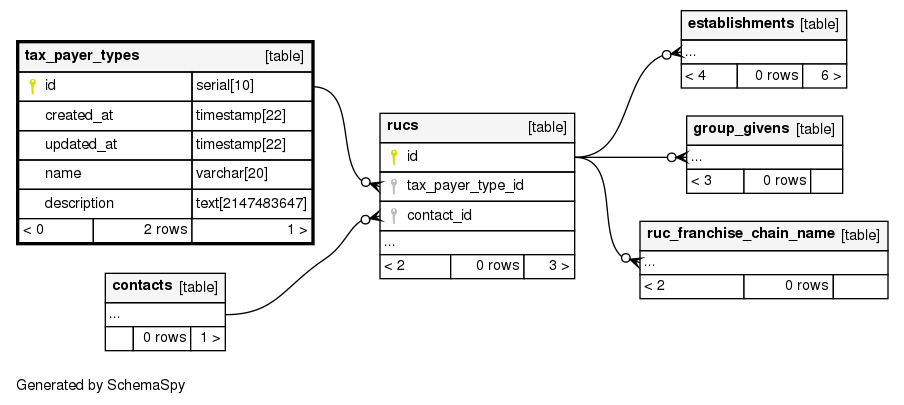 tax_payer_types [table]
id serial[10]
created_at timestamp[22]
updated_at timestamp[22]
name varchar[20]
description text[2147483647]
< 0 2 rows 1 >
contacts [table]
...
0 rows 1 >
rucs [table]
id
tax_payer_type_id
contact_id
...
< 2 0 rows 3 >
establishments [table]
...
< 4 0 rows 6 >
group_givens [table]
...
< 3 0 rows
ruc_franchise_chain_name [table]
...
< 2 0 rows
Generated by SchemaSpy